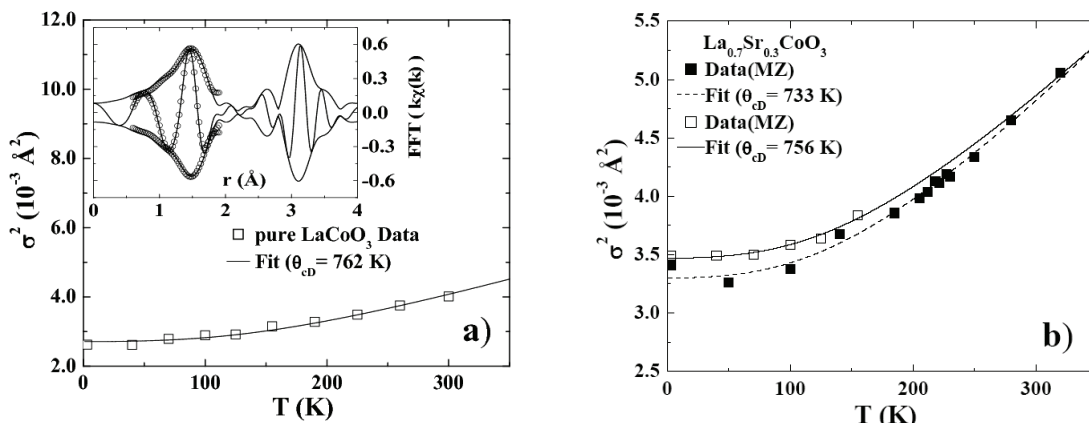 12.0
10.0
8.0
6.0
4.0
2.0
σ² (10⁻³ Å²)
0.6
0.3
0.0
-0.3
-0.6
FFT ( kχ(k) )
r (Å)
0 1 2 3 4
pure LaCoO₃ Data
Fit (θcD= 762 K)
a)
0 100 200 300
T (K)
b)
5.5
5.0
4.5
4.0
3.5
3.0
2.5
σ² (10⁻³ Å²)
La₀.₇Sr₀.₃CoO₃
Data(MZ)
Fit (θcD= 733 K)
Data(MZ)
Fit (θcD= 756 K)
b)
0 100 200 300
T (K)